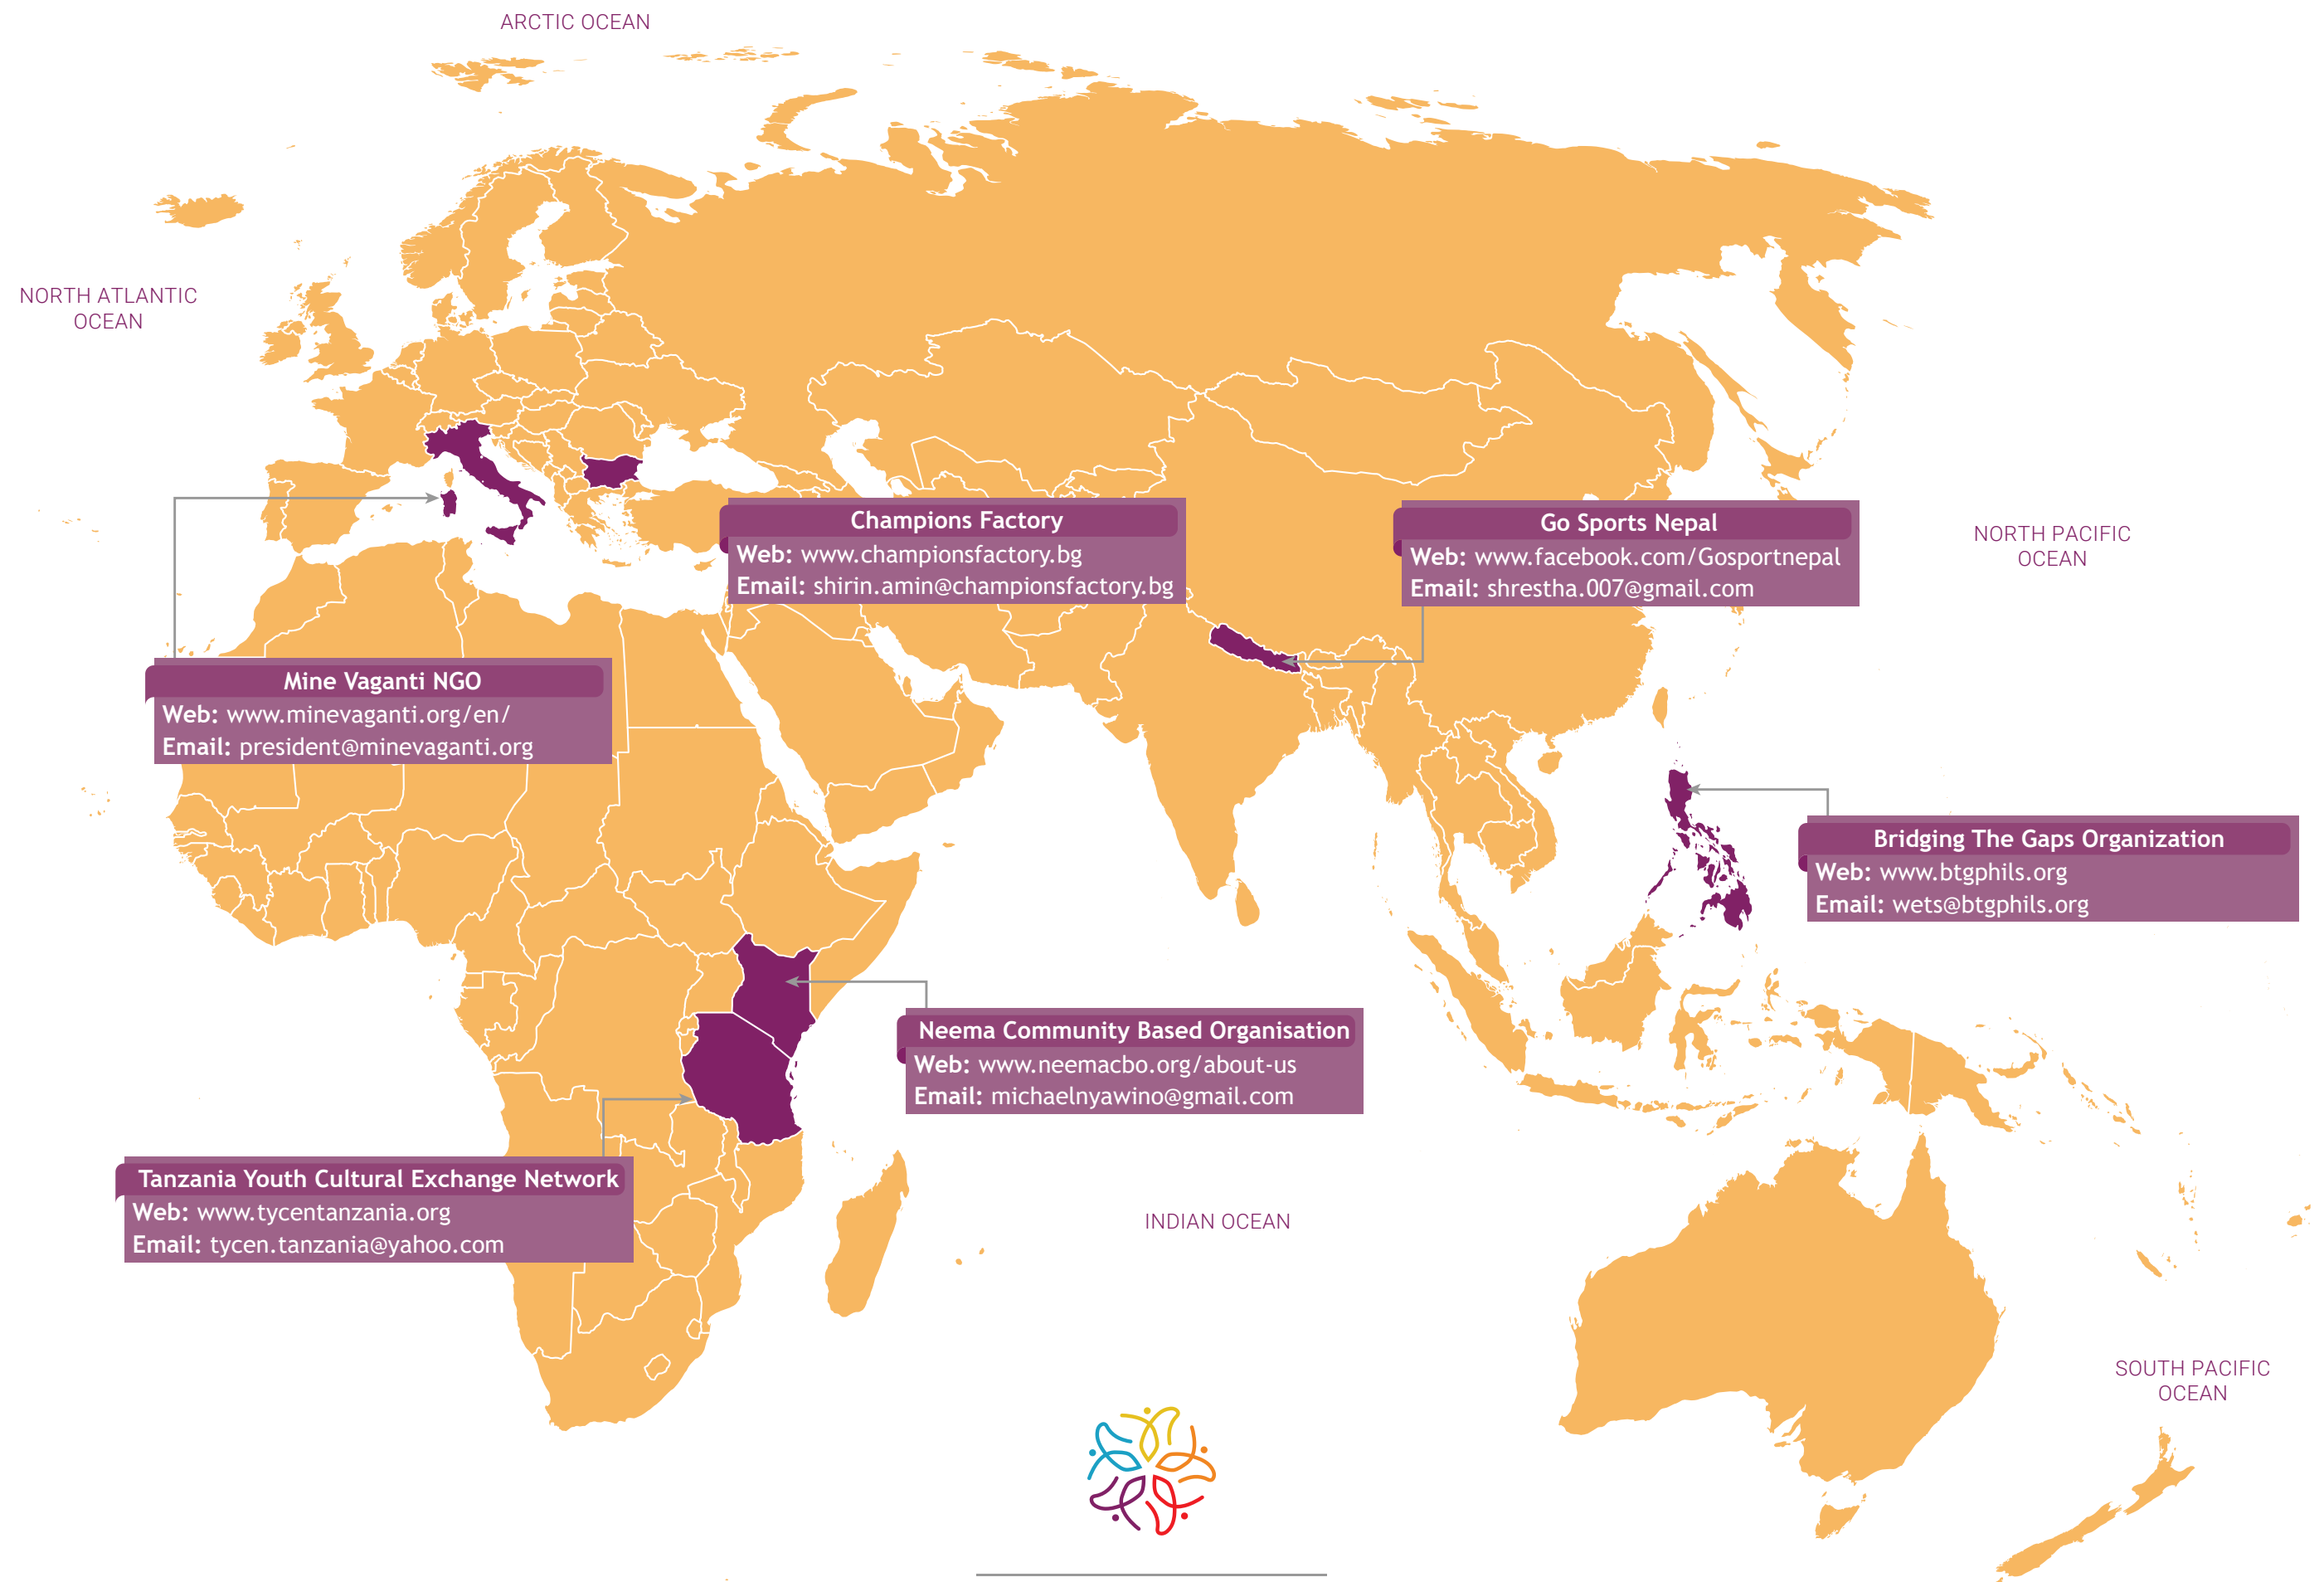 ARCTIC OCEAN
NORTH ATLANTIC
OCEAN
Champions Factory
Web: www.championsfactory.bg
Email: shirin.amin@championsfactory.bg
Go Sports Nepal
Web: www.facebook.com/Gosportnepal
Email: shrestha.007@gmail.com
NORTH PACIFIC
OCEAN
Mine Vaganti NGO
Web: www.minevaganti.org/en/
Email: president@minevaganti.org
Bridging The Gaps Organization
Web: www.btgphils.org
Email: wets@btgphils.org
Neema Community Based Organisation
Web: www.neemacbo.org/about-us
Email: michaelnyawino@gmail.com
Tanzania Youth Cultural Exchange Network
Web: www.tycentanzania.org
Email: tycen.tanzania@yahoo.com
INDIAN OCEAN
SOUTH PACIFIC
OCEAN